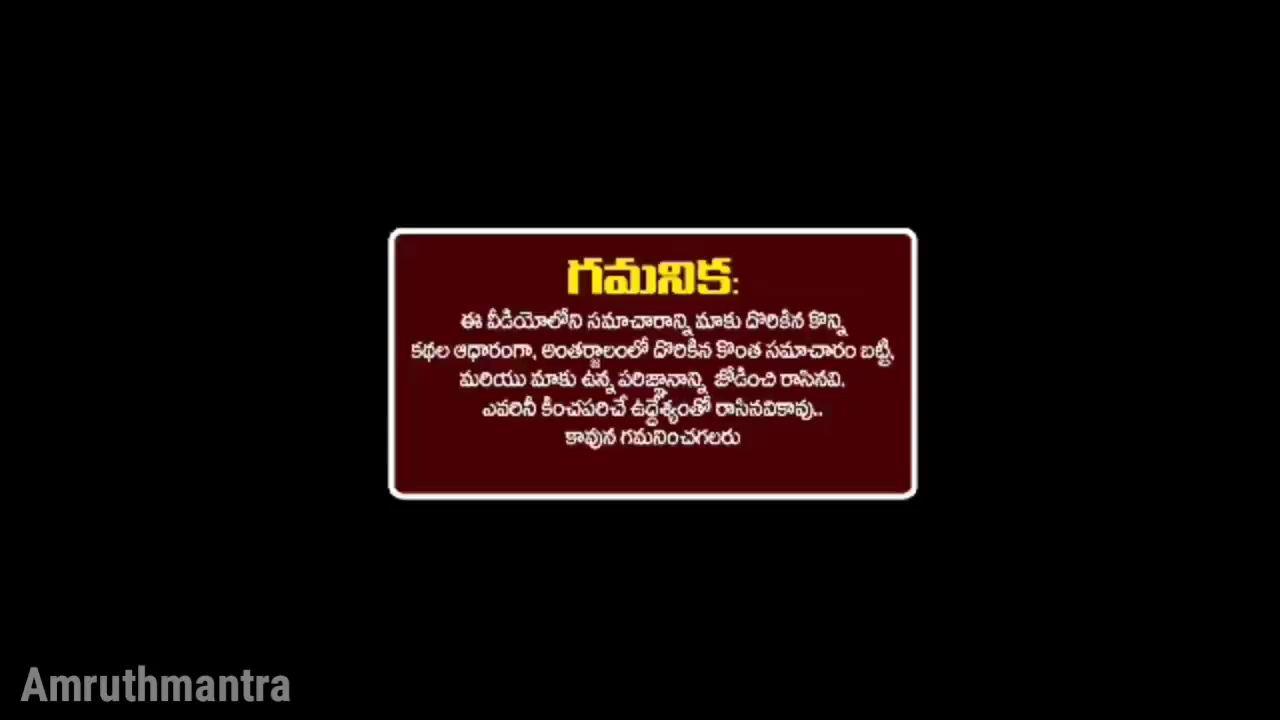 గమనిక:
ఈ వీడియోలోని సమాచారాన్ని మాకు దొరికిన కొన్ని
కథల ఆధారంగా, అంతర్జాలంలో దొరికిన కొంత సమాచారం బట్టి,
మరియు మాకు ఉన్న పరిజ్ఞానాన్ని జోడించి రాసినవి.
ఎవరినీ కించపరిచే ఉద్దేశ్యంతో రాసినవికావు..
కావున గమనించగలరు
Amruthmantra